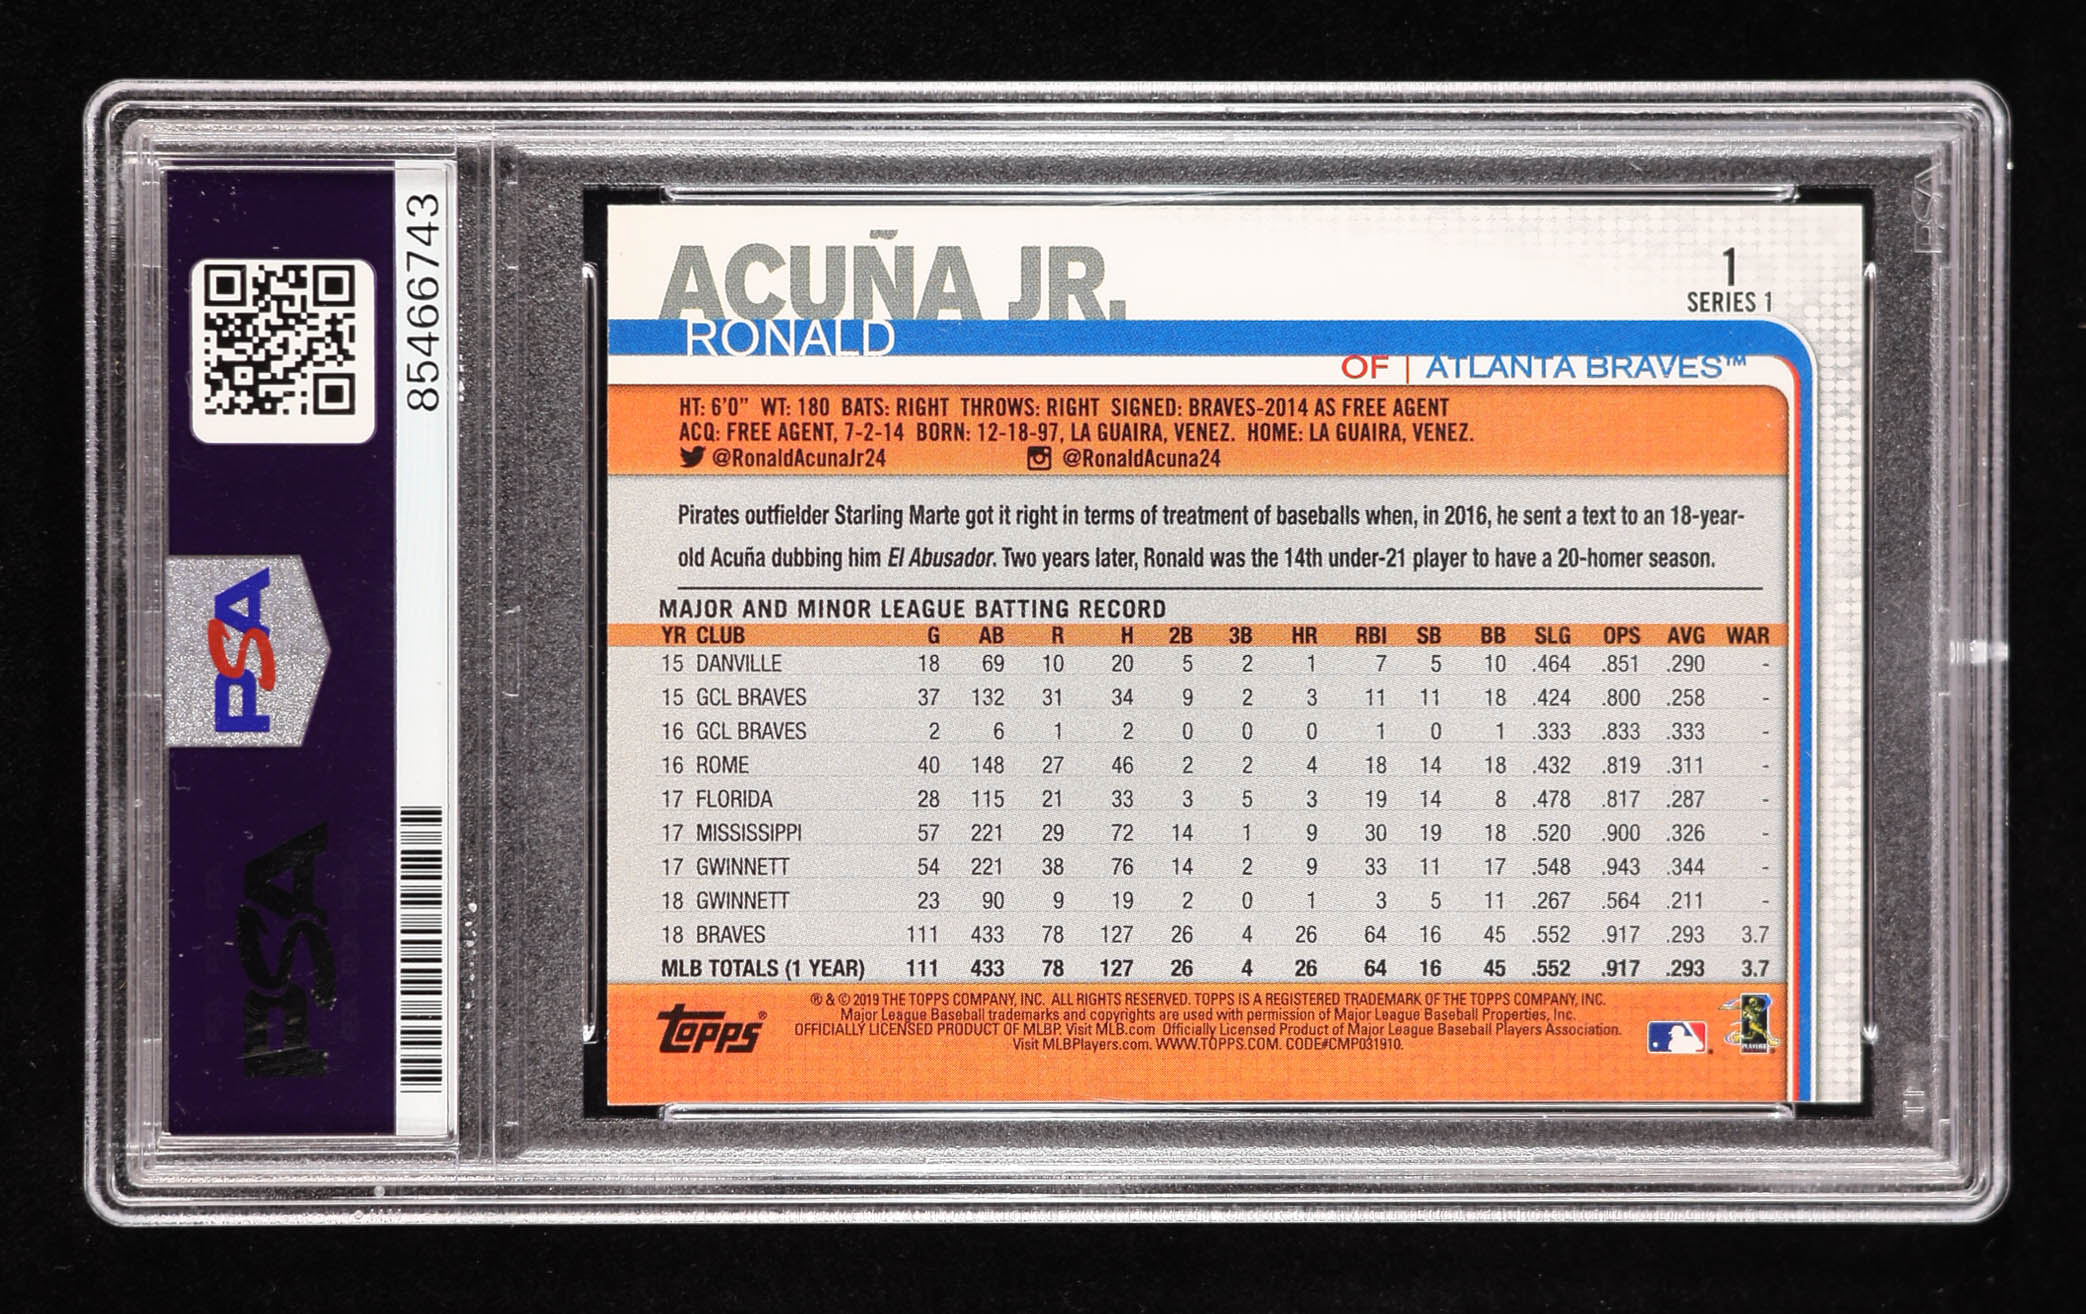 85466743
PSA
PSA
PSA
ACUÑA JR.
RONALD
1
SERIES 1
OF | ATLANTA BRAVES™
HT: 6'0" WT: 180 BATS: RIGHT THROWS: RIGHT SIGNED: BRAVES-2014 AS FREE AGENT
ACQ: FREE AGENT, 7-2-14 BORN: 12-18-97, LA GUAIRA, VENEZ. HOME: LA GUAIRA, VENEZ.
@RonaldAcunaJr24 @RonaldAcuna24
Pirates outfielder Starling Marte got it right in terms of treatment of baseballs when, in 2016, he sent a text to an 18-year-
old Acuña dubbing him El Abusador. Two years later, Ronald was the 14th under-21 player to have a 20-homer season.
MAJOR AND MINOR LEAGUE BATTING RECORD
YR CLUB G AB R H 2B 3B HR RBI SB BB SLG OPS AVG WAR
15 DANVILLE 18 69 10 20 5 2 1 7 5 10 .464 .851 .290 -
15 GCL BRAVES 37 132 31 34 9 2 3 11 11 18 .424 .800 .258 -
16 GCL BRAVES 2 6 1 2 0 0 0 1 0 1 .333 .833 .333 -
16 ROME 40 148 27 46 2 2 4 18 14 18 .432 .819 .311 -
17 FLORIDA 28 115 21 33 3 5 3 19 14 8 .478 .817 .287 -
17 MISSISSIPPI 57 221 29 72 14 1 9 30 19 18 .520 .900 .326 -
17 GWINNETT 54 221 38 76 14 2 9 33 11 17 .548 .943 .344 -
18 GWINNETT 23 90 9 19 2 0 1 3 5 11 .267 .564 .211 -
18 BRAVES 111 433 78 127 26 4 26 64 16 45 .552 .917 .293 3.7
MLB TOTALS (1 YEAR) 111 433 78 127 26 4 26 64 16 45 .552 .917 .293 3.7
topps®
® & © 2019 THE TOPPS COMPANY, INC. ALL RIGHTS RESERVED. TOPPS IS A REGISTERED TRADEMARK OF THE TOPPS COMPANY, INC.
Major League Baseball trademarks and copyrights are used with permission of Major League Baseball Properties, Inc.
OFFICIALLY LICENSED PRODUCT OF MLBP. Visit MLB.com Officially Licensed Product of Major League Baseball Players Association.
Visit MLBPlayers.com. WWW.TOPPS.COM. CODE#CMP031910.